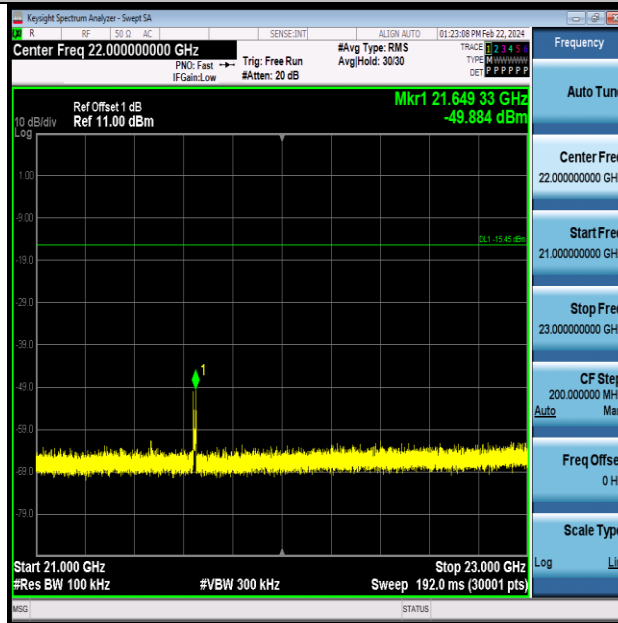 Keysight Spectrum Analyzer - Swept SA
R RF 50 Ω AC SENSE:INT ALIGN AUTO 01:23:08 PM Feb 22, 2024
Center Freq 22.000000000 GHz #Avg Type: RMS TRACE 1 2 3 4 5 6
PNO: Fast Trig: Free Run Avg|Hold: 30/30 TYPE M W W W W W
IFGain:Low #Atten: 20 dB DET P P P P P P
Mkr1 21.649 33 GHz
Ref Offset 1 dB
10 dB/div Ref 11.00 dBm -49.884 dBm
Log
1.00
-9.00
DL1 -15.45 dBm
-19.0
-29.0
-39.0
1
-49.0
-59.0
-69.0
-79.0
Start 21.000 GHz Stop 23.000 GHz
#Res BW 100 kHz #VBW 300 kHz Sweep 192.0 ms (30001 pts)
MSG STATUS
Frequency
Auto Tune
Center Fre
22.000000000 GH
Start Fre
21.000000000 GH
Stop Fre
23.000000000 GH
CF Step
200.000000 MH
Auto Ma
Freq Offse
0 H
Scale Type
Log Li